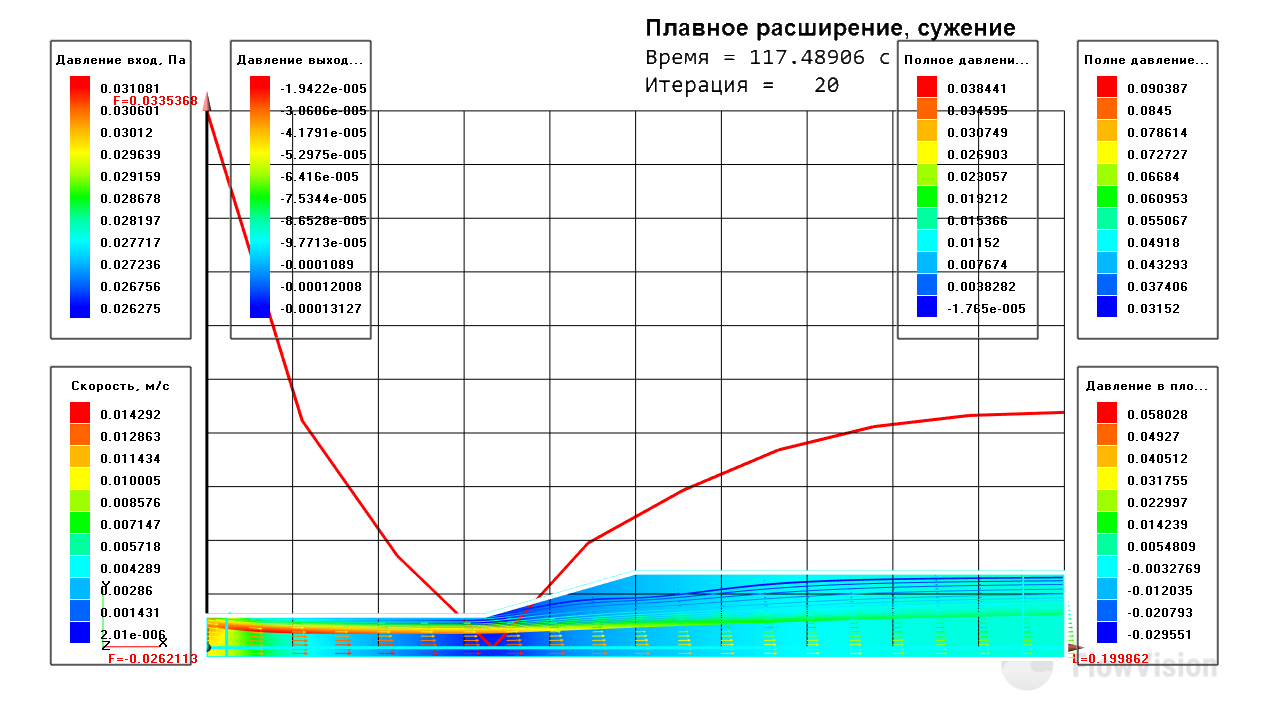 Плавное расширение, сужение
Время = 117.48906 с
Итерация = 20
Давление вход, Па
0.031081
F=0.0335368
0.030601
0.03012
0.029639
0.029159
0.028678
0.028197
0.027717
0.027236
0.026756
0.026275
Давление выход...
-1.9422e-005
-3.0606e-005
-4.1791e-005
-5.2975e-005
-6.416e-005
-7.5344e-005
-8.6528e-005
-9.7713e-005
-0.0001089
-0.00012008
-0.00013127
Полное давлени...
0.038441
0.034595
0.030749
0.026903
0.023057
0.019212
0.015366
0.01152
0.007674
0.0038282
-1.765e-005
Полне давление...
0.090387
0.0845
0.078614
0.072727
0.06684
0.060953
0.055067
0.04918
0.043293
0.037406
0.03152
Скорость, м/с
0.014292
0.012863
0.011434
0.010005
0.008576
0.007147
0.005718
0.004289
0.00286
0.001431
2.01e-006
Y
Z
X
F=-0.0262113
Давление в пло...
0.058028
0.04927
0.040512
0.031755
0.022997
0.014239
0.0054809
-0.0032769
-0.012035
-0.020793
-0.029551
L=0.199862
FlowVision